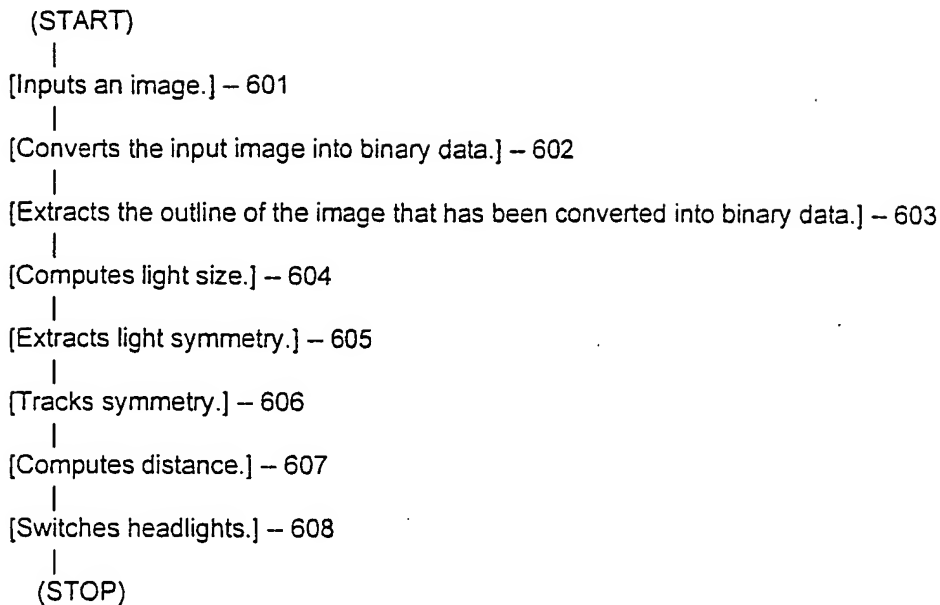 (START)
[Inputs an image.] – 601
[Converts the input image into binary data.] – 602
[Extracts the outline of the image that has been converted into binary data.] – 603
[Computes light size.] – 604
[Extracts light symmetry.] – 605
[Tracks symmetry.] – 606
[Computes distance.] – 607
[Switches headlights.] – 608
(STOP)